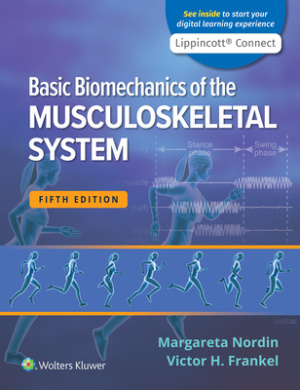 See inside to start your
digital learning experience
Lippincott® Connect
Basic Biomechanics of the
MUSCULOSKELETAL
SYSTEM
Stance
phase
Swing
phase
FIFTH EDITION
Margareta Nordin
Victor H. Frankel
Wolters Kluwer